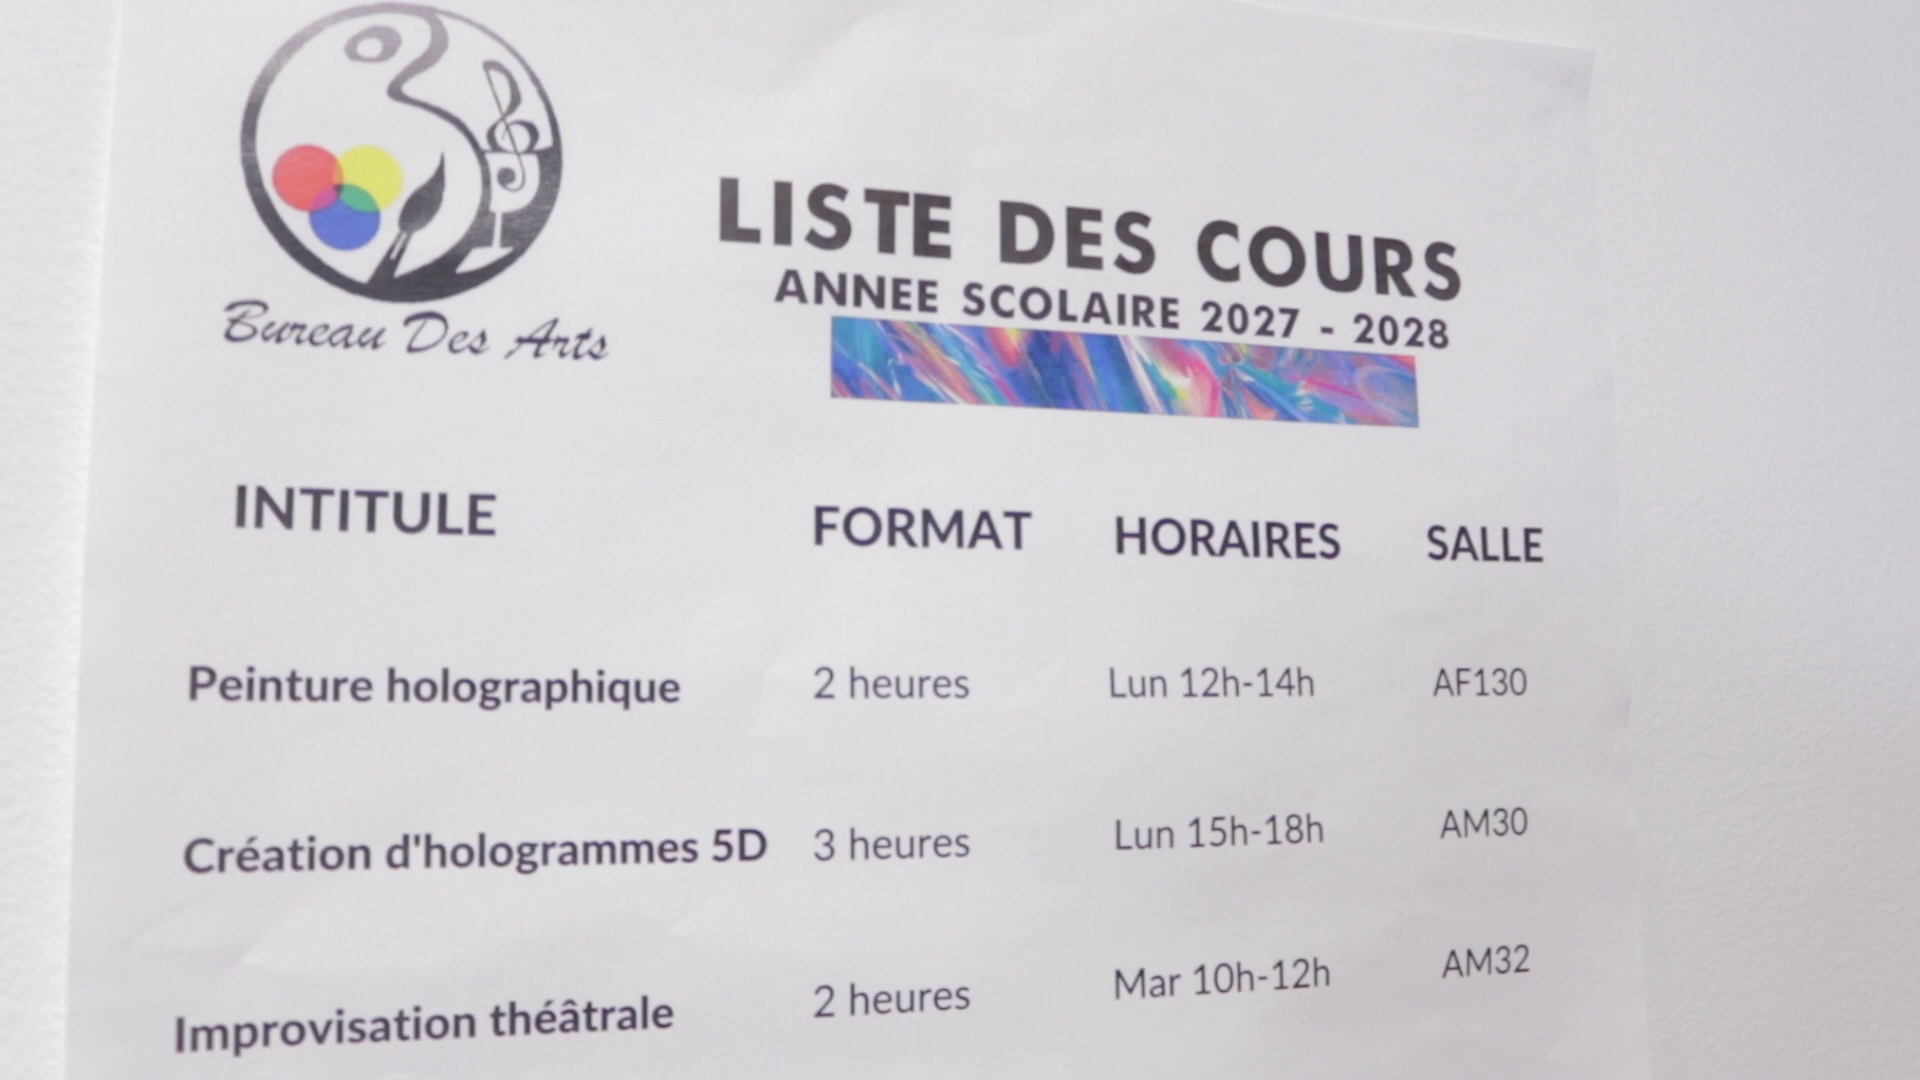 Bureau Des Arts
LISTE DES COURS
ANNEE SCOLAIRE 2027 - 2028
INTITULE FORMAT HORAIRES SALLE
Peinture holographique 2 heures Lun 12h-14h AF130
Création d'hologrammes 5D 3 heures Lun 15h-18h AM30
Improvisation théâtrale 2 heures Mar 10h-12h AM32